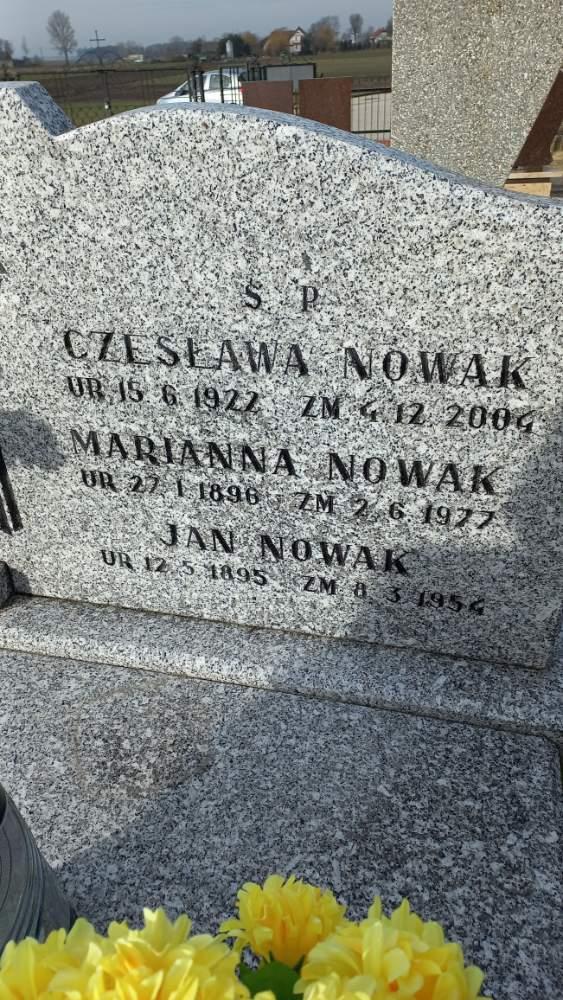 S P
CZESŁAWA NOWAK
UR 15 6 1922 ZM 4 12 2004
MARIANNA NOWAK
UR 27 1 1896 ZM 2 6 1977
JAN NOWAK
UR 12 5 1895 ZM 8 3 1954